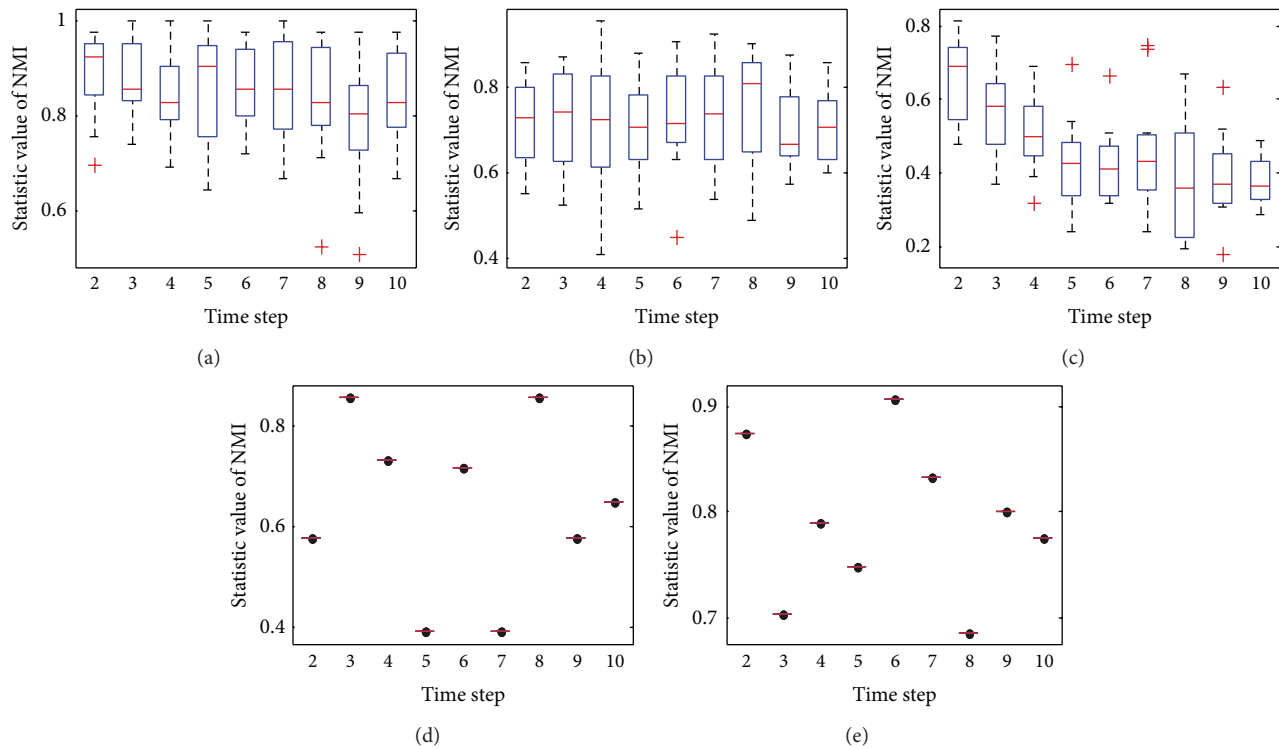 Statistic value of NMI
1
0.8
0.6
2 3 4 5 6 7 8 9 10
Time step
(a)
Statistic value of NMI
0.8
0.6
0.4
2 3 4 5 6 7 8 9 10
Time step
(b)
Statistic value of NMI
0.8
0.6
0.4
0.2
2 3 4 5 6 7 8 9 10
Time step
(c)
Statistic value of NMI
0.8
0.6
0.4
2 3 4 5 6 7 8 9 10
Time step
(d)
Statistic value of NMI
0.9
0.8
0.7
2 3 4 5 6 7 8 9 10
Time step
(e)